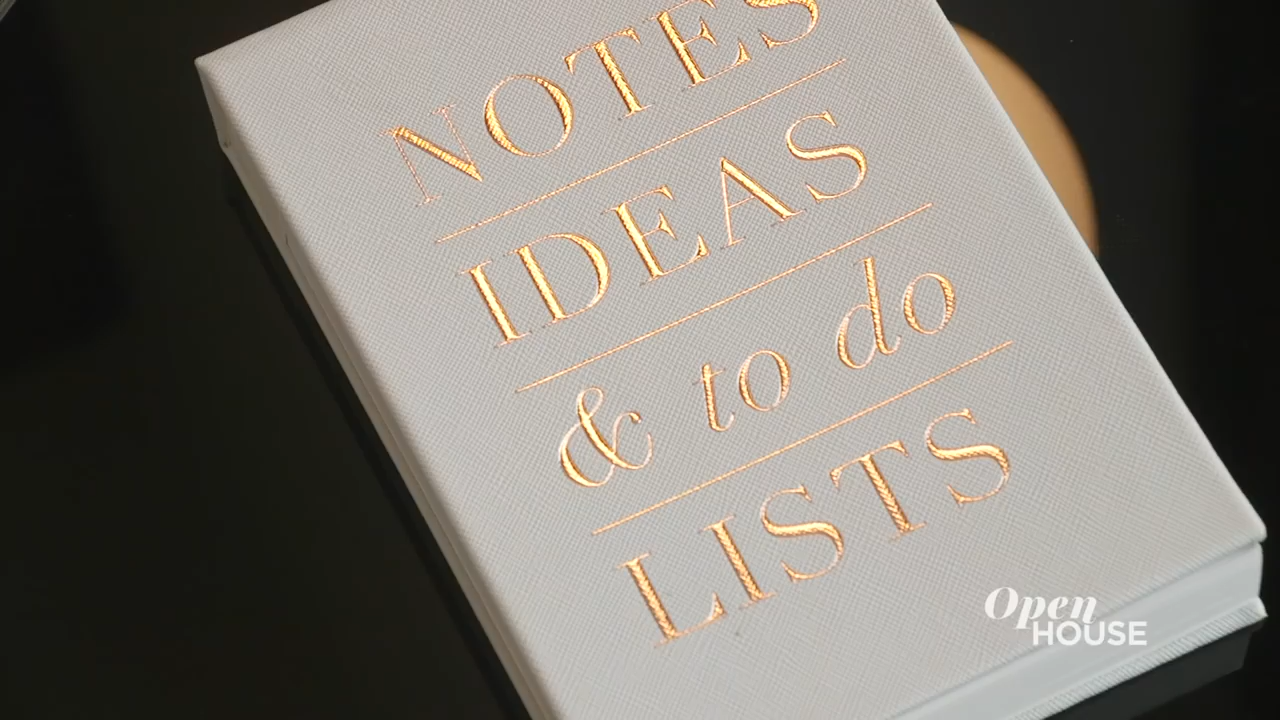 NOTES
IDEAS
& to do
LISTS
Open
HOUSE